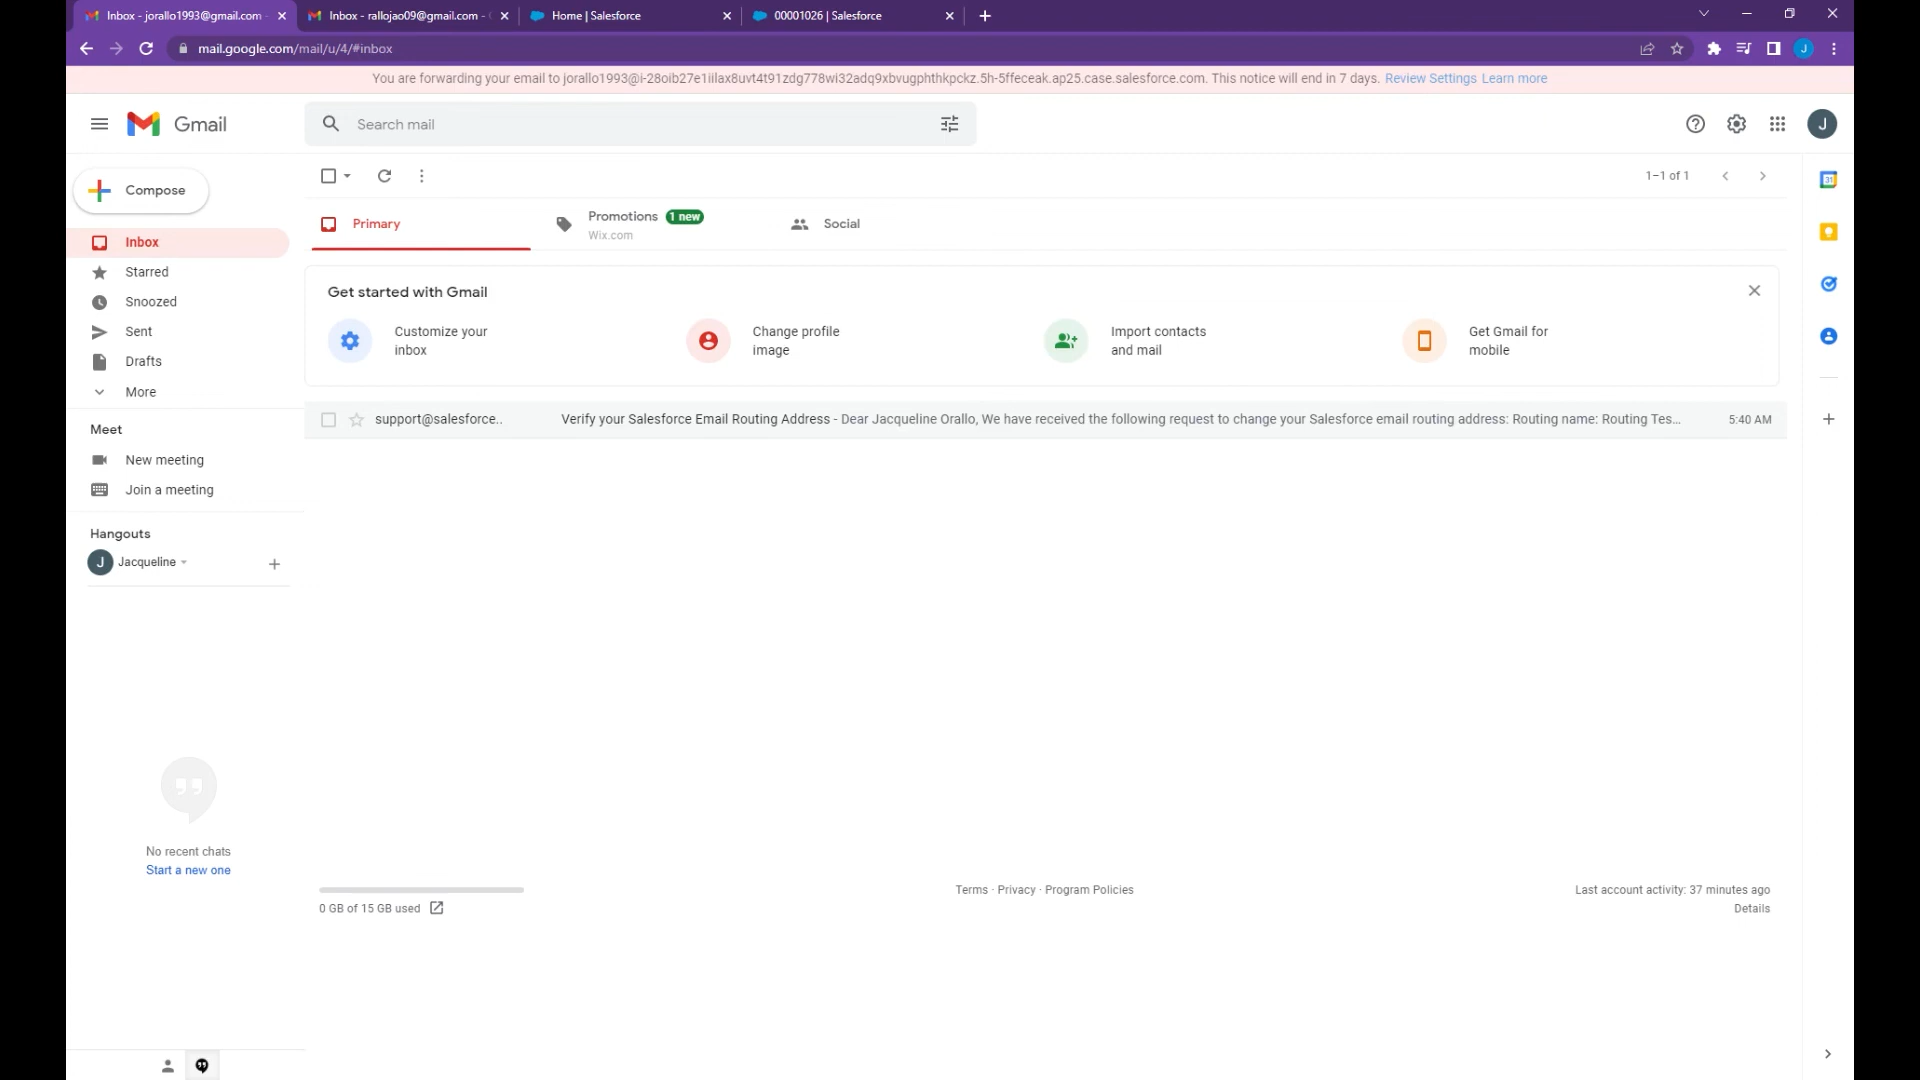 Inbox - jorallo1993@gmail.com -
Inbox - rallojao09@gmail.com -
Home | Salesforce
00001026 | Salesforce
mail.google.com/mail/u/4/#inbox
J
You are forwarding your email to jorallo1993@i-28oib27e1iilax8uvt4t91zdg778wi32adq9xbvugphthkpckz.5h-5ffeceak.ap25.case.salesforce.com. This notice will end in 7 days. Review Settings Learn more
Gmail
Search mail
J
Compose
1–1 of 1
31
Primary
Promotions 1 new
Wix.com
Social
Inbox
Starred
Snoozed
Sent
Drafts
More
Get started with Gmail
Customize your
inbox
Change profile
image
Import contacts
and mail
Get Gmail for
mobile
support@salesforce..
Verify your Salesforce Email Routing Address - Dear Jacqueline Orallo, We have received the following request to change your Salesforce email routing address: Routing name: Routing Tes...
5:40 AM
Meet
New meeting
Join a meeting
Hangouts
J Jacqueline
No recent chats
Start a new one
0 GB of 15 GB used
Terms · Privacy · Program Policies
Last account activity: 37 minutes ago
Details